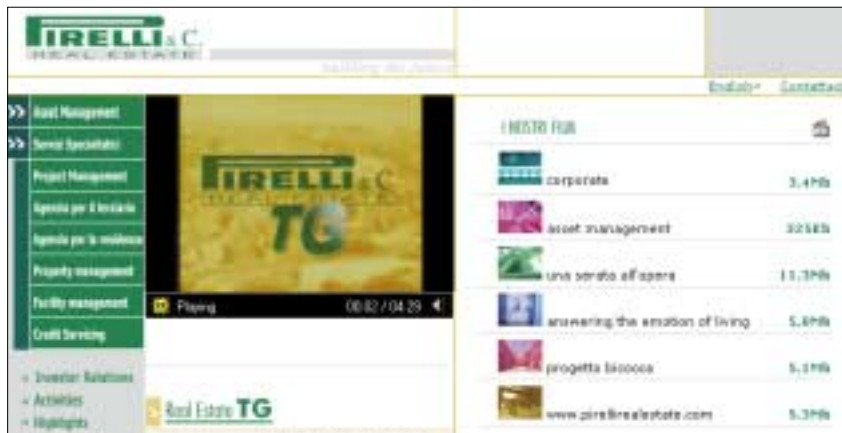 PIRELLI & C.
REAL ESTATE
English
Asset Management
Servizi Specialistici
Project Management
Agenzia per il terziario
Agenzia per la residenza
Property management
Facility management
Credit Servicing
Investor Relations
Activities
Highlights
PIRELLI & C.
REAL ESTATE
TG
Playing 00:02 / 04:29
Real Estate TG
I NOSTRI FILM
corporate 3.4Mb
asset management 325Kb
una serata all'opera 11.3Mb
answering the emotion of living 5.8Mb
progetto bicocca 5.1Mb
www.pirellirealestate.com 5.3Mb